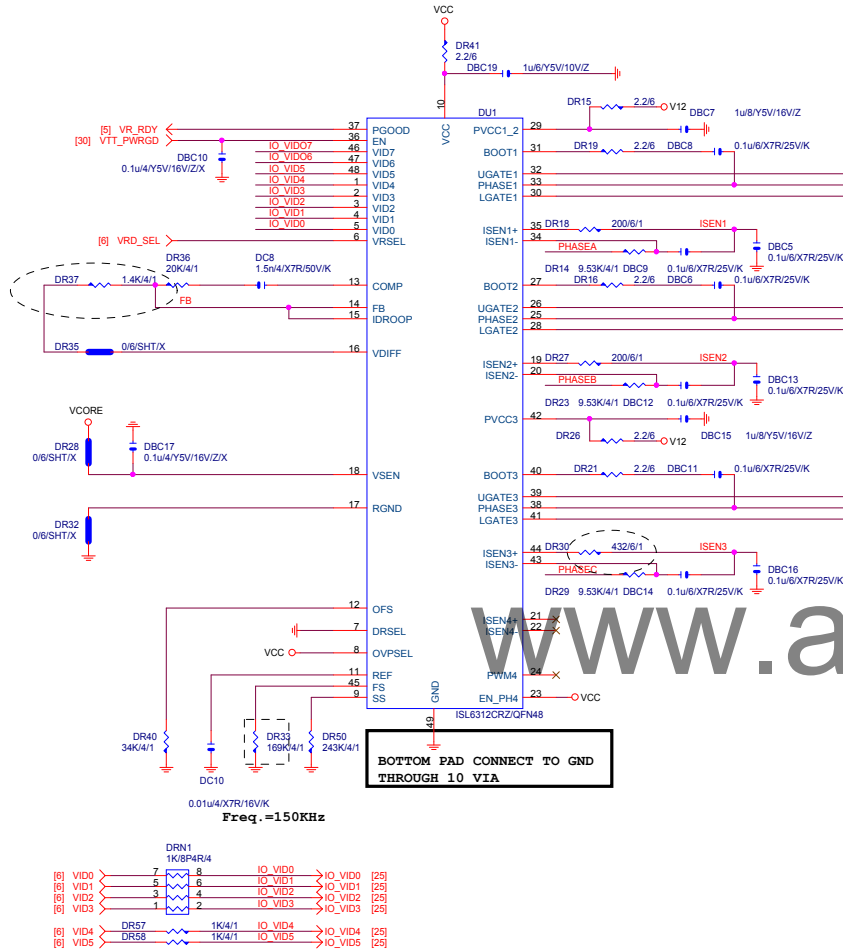 VCC
DR41
2.2/6
DBC19 1u/6/Y5V/10V/Z
10
VCC
DU1
[5] VR_RDY 37 PGOOD
[30] VTT_PWRGD 36 EN
IO_VIDO7 46 VID7
IO_VIDO6 47 VID6
IO_VID5 48 VID5
IO_VID4 1 VID4
IO_VID3 2 VID3
IO_VID2 3 VID2
IO_VID1 4 VID1
IO_VID0 5 VID0
DBC10
0.1u/4/Y5V/16V/Z/X
[6] VRD_SEL 6 VRSEL
DR37 1.4K/4/1
DR36
20K/4/1
DC8
1.5n/4/X7R/50V/K
13 COMP
FB 14 FB
15 IDROOP
DR35 0/6/SHT/X 16 VDIFF
VCORE
DR28
0/6/SHT/X
DBC17
0.1u/4/Y5V/16V/Z/X
18 VSEN
17 RGND
DR32
0/6/SHT/X
12 OFS
7 DRSEL
VCC 8 OVPSEL
11 REF
45 FS
9 SS
DR40
34K/4/1
DC10
0.01u/4/X7R/16V/K
DR33
169K/4/1
DR50
243K/4/1
Freq.=150KHz
GND
49
ISL6312CRZ/QFN48
BOTTOM PAD CONNECT TO GND
THROUGH 10 VIA
DR15 2.2/6 V12
DBC7 1u/8/Y5V/16V/Z
PVCC1_2 29
BOOT1 31 DR19 2.2/6 DBC8 0.1u/6/X7R/25V/K
UGATE1 32
PHASE1 33
LGATE1 30
ISEN1+ 35 DR18 200/6/1 ISEN1
ISEN1- 34
PHASEA
DBC5
0.1u/6/X7R/25V/K
DR14 9.53K/4/1 DBC9 0.1u/6/X7R/25V/K
BOOT2 27 DR16 2.2/6 DBC6 0.1u/6/X7R/25V/K
UGATE2 26
PHASE2 25
LGATE2 28
ISEN2+ 19 DR27 200/6/1 ISEN2
ISEN2- 20
PHASEB
DBC13
0.1u/6/X7R/25V/K
DR23 9.53K/4/1 DBC12 0.1u/6/X7R/25V/K
PVCC3 42
DR26 2.2/6 V12 DBC15 1u/8/Y5V/16V/Z
BOOT3 40 DR21 2.2/6 DBC11 0.1u/6/X7R/25V/K
UGATE3 39
PHASE3 38
LGATE3 41
ISEN3+ 44 DR30 432/6/1 ISEN3
ISEN3- 43
PHASEC
DBC16
0.1u/6/X7R/25V/K
DR29 9.53K/4/1 DBC14 0.1u/6/X7R/25V/K
ISEN4+ 21
ISEN4- 22
PWM4 24
EN_PH4 23 VCC
www.a
DRN1
1K/8P4R/4
[6] VID0 7 8 IO_VID0 IO_VID0 [25]
[6] VID1 5 6 IO_VID1 IO_VID1 [25]
[6] VID2 3 4 IO_VID2 IO_VID2 [25]
[6] VID3 1 2 IO_VID3 IO_VID3 [25]
[6] VID4 DR57 1K/4/1 IO_VID4 IO_VID4 [25]
[6] VID5 DR58 1K/4/1 IO_VID5 IO_VID5 [25]